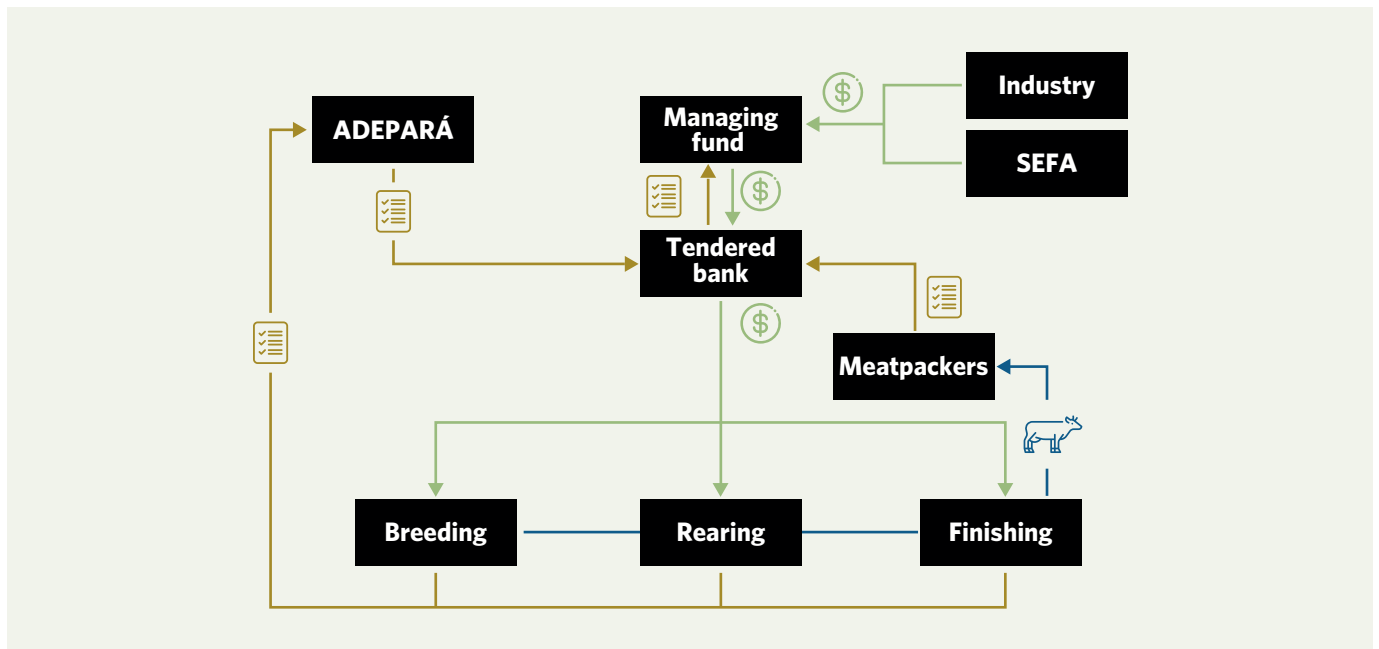 Industry
ADEPARÁ
Managing
fund
SEFA
Tendered
bank
Meatpackers
Breeding
Rearing
Finishing